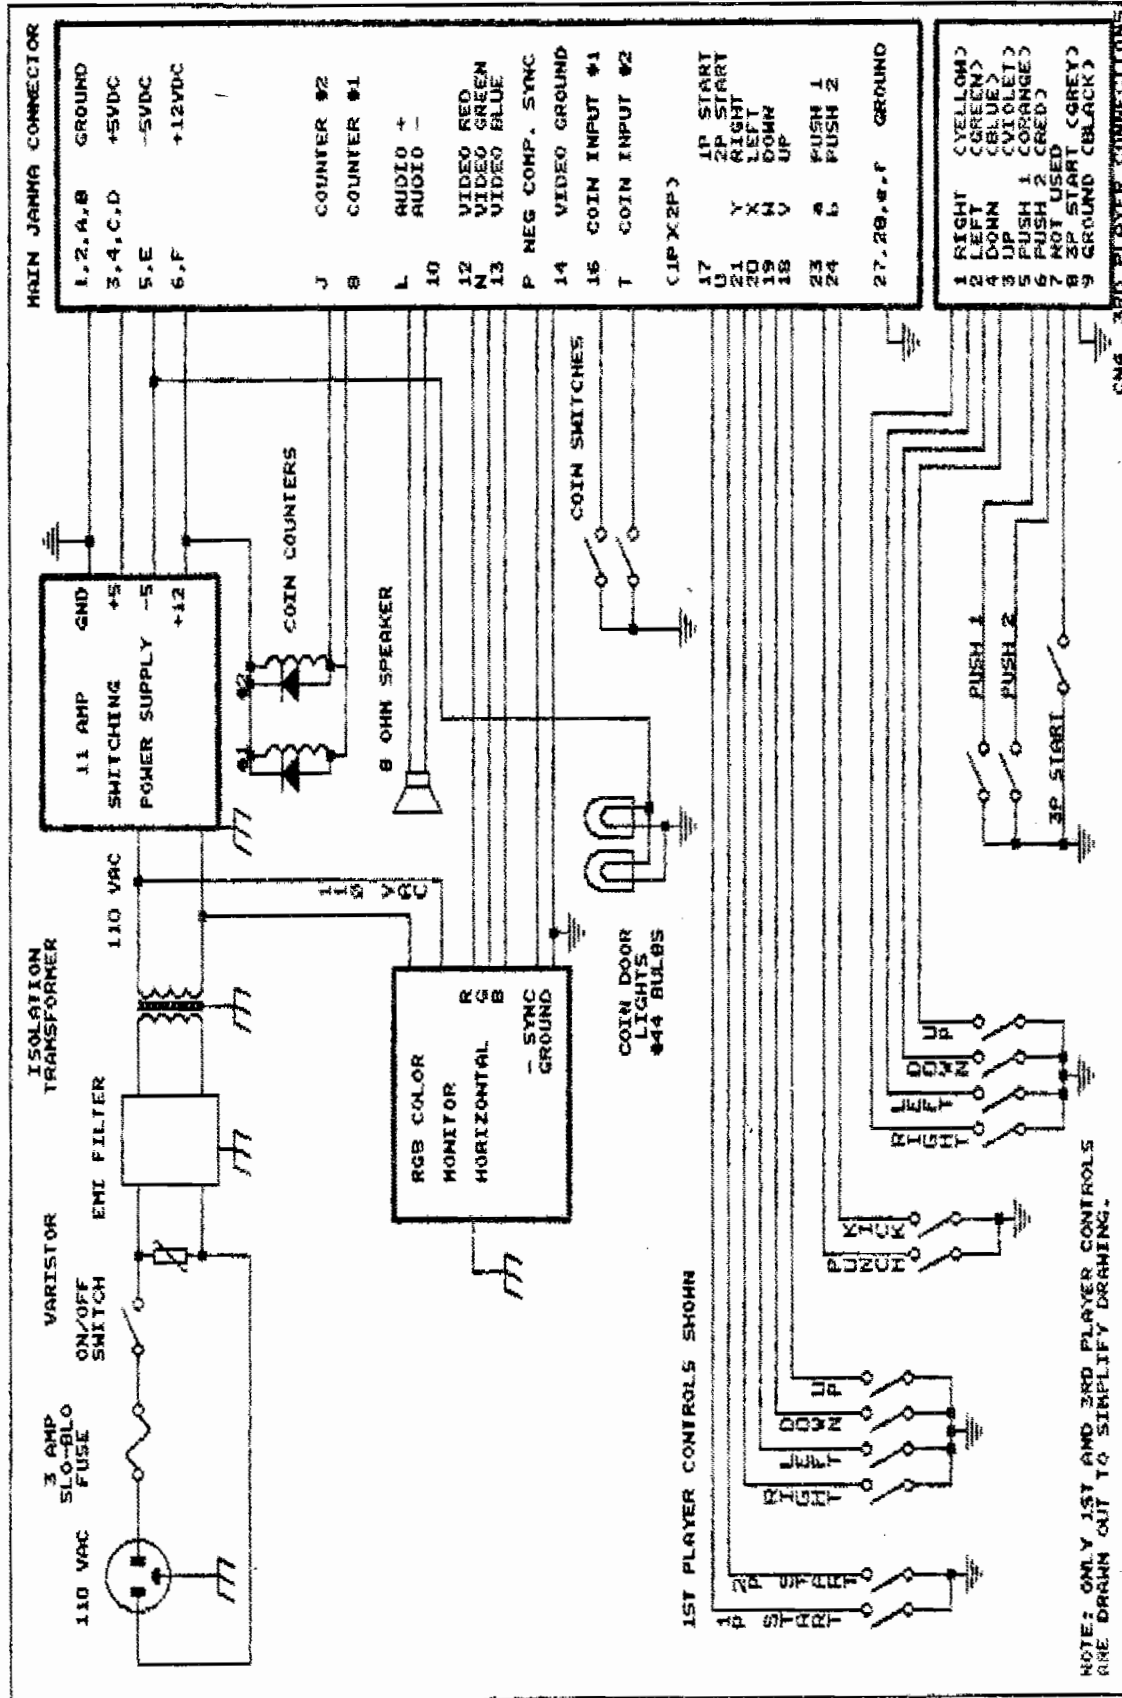 MAIN JAMMA CONNECTOR
1,2,A,B GROUND
3,4,C,D +5VDC
5,E -5VDC
6,F +12VDC
J COUNTER #2
8 COUNTER #1
L AUDIO +
10 AUDIO -
12 VIDEO RED
N VIDEO GREEN
13 VIDEO BLUE
P NEG COMP. SYNC
14 VIDEO GROUND
16 COIN INPUT #1
T COIN INPUT #2
(1P)(2P)
17 1P START
U 2P START
21 Y RIGHT
20 X LEFT
19 W DOWN
18 V UP
23 a PUSH 1
24 b PUSH 2
27,28,e,f GROUND
1 RIGHT (YELLOW)
2 LEFT (GREEN)
4 DOWN (BLUE)
3 UP (VIOLET)
5 PUSH 1 (ORANGE)
6 PUSH 2 (RED)
7 NOT USED
8 3P START (GREY)
9 GROUND (BLACK)
3RD PLAYER CONNECTIONS
11 AMP
SWITCHING
POWER SUPPLY
GND
+5
-5
+12
COIN COUNTERS
#1
#2
8 OHM SPEAKER
COIN SWITCHES
ISOLATION
TRANSFORMER
110 VAC
110 VAC
EMI FILTER
VARISTOR
ON/OFF
SWITCH
3 AMP
SLO-BLO
FUSE
110 VAC
RGB COLOR
MONITOR
HORIZONTAL
R
G
B
- SYNC
GROUND
COIN DOOR
LIGHTS
#44 BULBS
1ST PLAYER CONTROLS SHOWN
1P START
2P START
RIGHT
LEFT
DOWN
UP
PUNCH
KICK
RIGHT
LEFT
DOWN
UP
PUSH 1
PUSH 2
3P START
NOTE: ONLY 1ST AND 3RD PLAYER CONTROLS
ARE DRAWN OUT TO SIMPLIFY DRAWING.